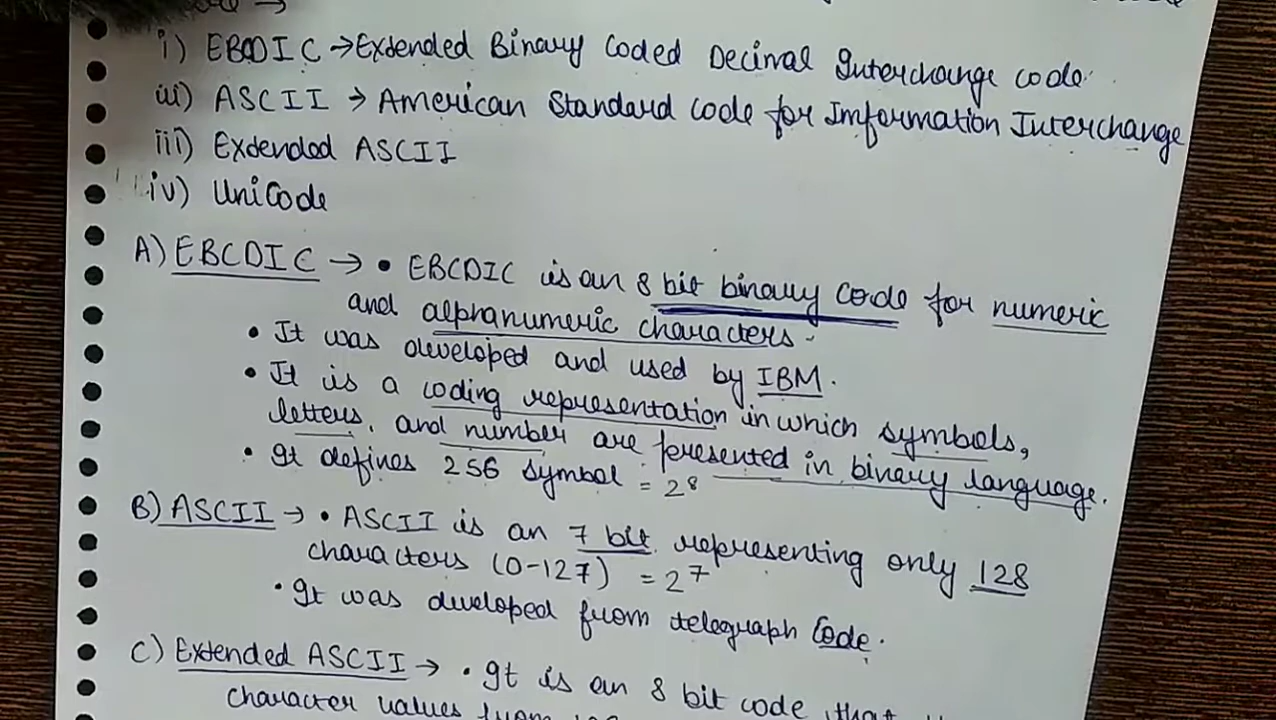 i) EBCDIC → Extended Binary Coded Decimal Interchange code.
iii) ASCII → American Standard code for Imformation Interchange
iii) Extended ASCII
iv) UniCode
A) EBCDIC → • EBCDIC is an 8 bit binary code for numeric
and alphanumeric characters.
• It was developed and used by IBM.
• It is a coding representation in which symbols,
letters, and number are presented in binary language.
• It defines 256 symbol = 2⁸
B) ASCII → • ASCII is an 7 bit representing only 128
characters (0-127) = 2⁷
• It was developed from telegraph Code.
C) Extended ASCII → • It is an 8 bit code that
character values from